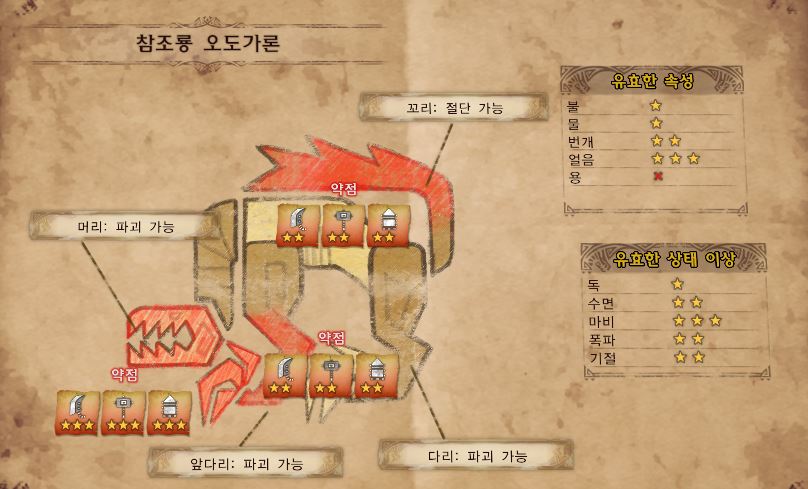 참조룡 오도가론
꼬리: 절단 가능
유효한 속성
불
물
번개
얼음
용
약점
머리: 파괴 가능
유효한 상태 이상
독
수면
마비
폭파
기절
약점
약점
앞다리: 파괴 가능
다리: 파괴 가능